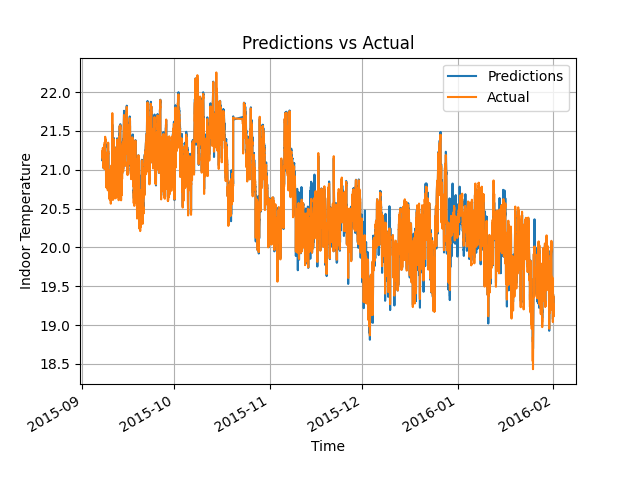 Predictions vs Actual
Predictions
Actual
22.0
21.5
21.0
20.5
20.0
19.5
19.0
18.5
Indoor Temperature
2015-09
2015-10
2015-11
2015-12
2016-01
2016-02
Time